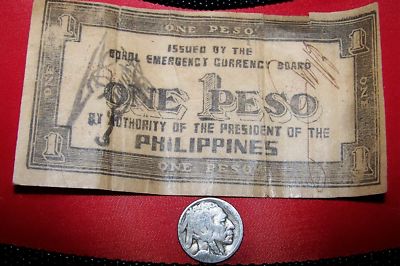 ONE PESO
1 1
ISSUED BY THE
BOHOL EMERGENCY CURRENCY BOARD
ONE 1 PESO
BY AUTHORITY OF THE PRESIDENT OF THE
PHILIPPINES
1 1
ONE PESO